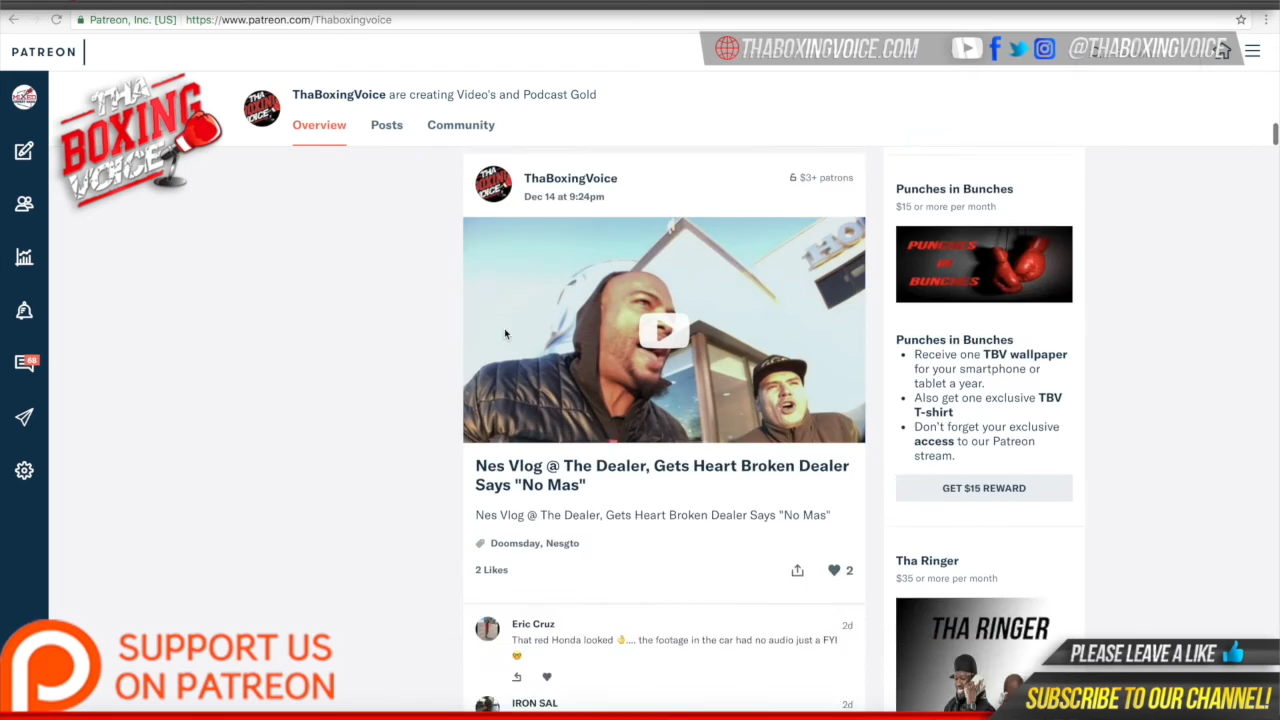 Patreon, Inc. [US]
https://www.patreon.com/Thaboxingvoice
PATREON
THABOXINGVOICE.COM
@THABOXINGVOICE
THA BOXING VOICE
ThaBoxingVoice are creating Video's and Podcast Gold
Overview
Posts
Community
68
ThaBoxingVoice
Dec 14 at 9:24pm
$3+ patrons
Nes Vlog @ The Dealer, Gets Heart Broken Dealer
Says "No Mas"
Nes Vlog @ The Dealer, Gets Heart Broken Dealer Says "No Mas"
Doomsday, Nesgto
2 Likes
2
Eric Cruz
2d
That red Honda looked 👌.... the footage in the car had no audio just a FYI
IRON SAL
2d
Punches in Bunches
$15 or more per month
PUNCHES
IN
BUNCHES
Punches in Bunches
Receive one TBV wallpaper
for your smartphone or
tablet a year.
Also get one exclusive TBV
T-shirt
Don't forget your exclusive
access to our Patreon
stream.
GET $15 REWARD
Tha Ringer
$35 or more per month
THA RINGER
SUPPORT US
ON PATREON
PLEASE LEAVE A LIKE
SUBSCRIBE TO OUR CHANNEL!